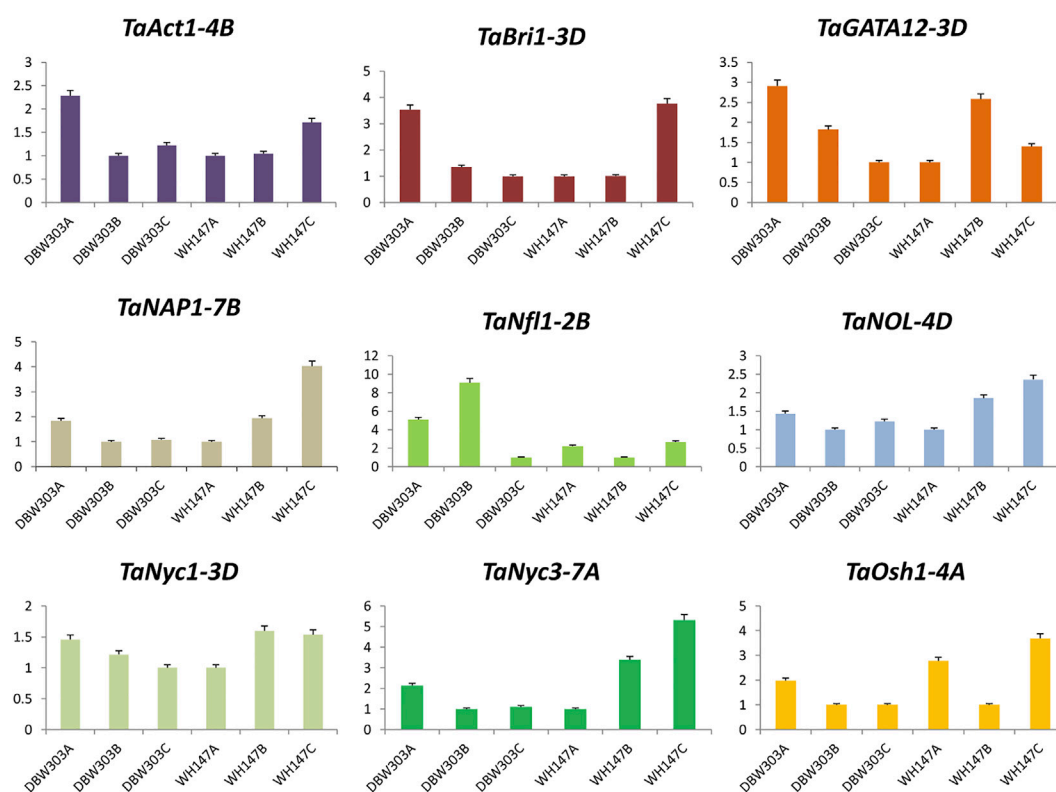 TaAct1-4B
2.5
2
1.5
1
0.5
0
DBW303A
DBW303B
DBW303C
WH147A
WH147B
WH147C
TaBri1-3D
5
4
3
2
1
0
DBW303A
DBW303B
DBW303C
WH147A
WH147B
WH147C
TaGATA12-3D
3.5
3
2.5
2
1.5
1
0.5
0
DBW303A
DBW303B
DBW303C
WH147A
WH147B
WH147C
TaNAP1-7B
5
4
3
2
1
0
DBW303A
DBW303B
DBW303C
WH147A
WH147B
WH147C
TaNfl1-2B
12
10
8
6
4
2
0
DBW303A
DBW303B
DBW303C
WH147A
WH147B
WH147C
TaNOL-4D
3
2.5
2
1.5
1
0.5
0
DBW303A
DBW303B
DBW303C
WH147A
WH147B
WH147C
TaNyc1-3D
2
1.5
1
0.5
0
DBW303A
DBW303B
DBW303C
WH147A
WH147B
WH147C
TaNyc3-7A
6
5
4
3
2
1
0
DBW303A
DBW303B
DBW303C
WH147A
WH147B
WH147C
TaOsh1-4A
5
4
3
2
1
0
DBW303A
DBW303B
DBW303C
WH147A
WH147B
WH147C